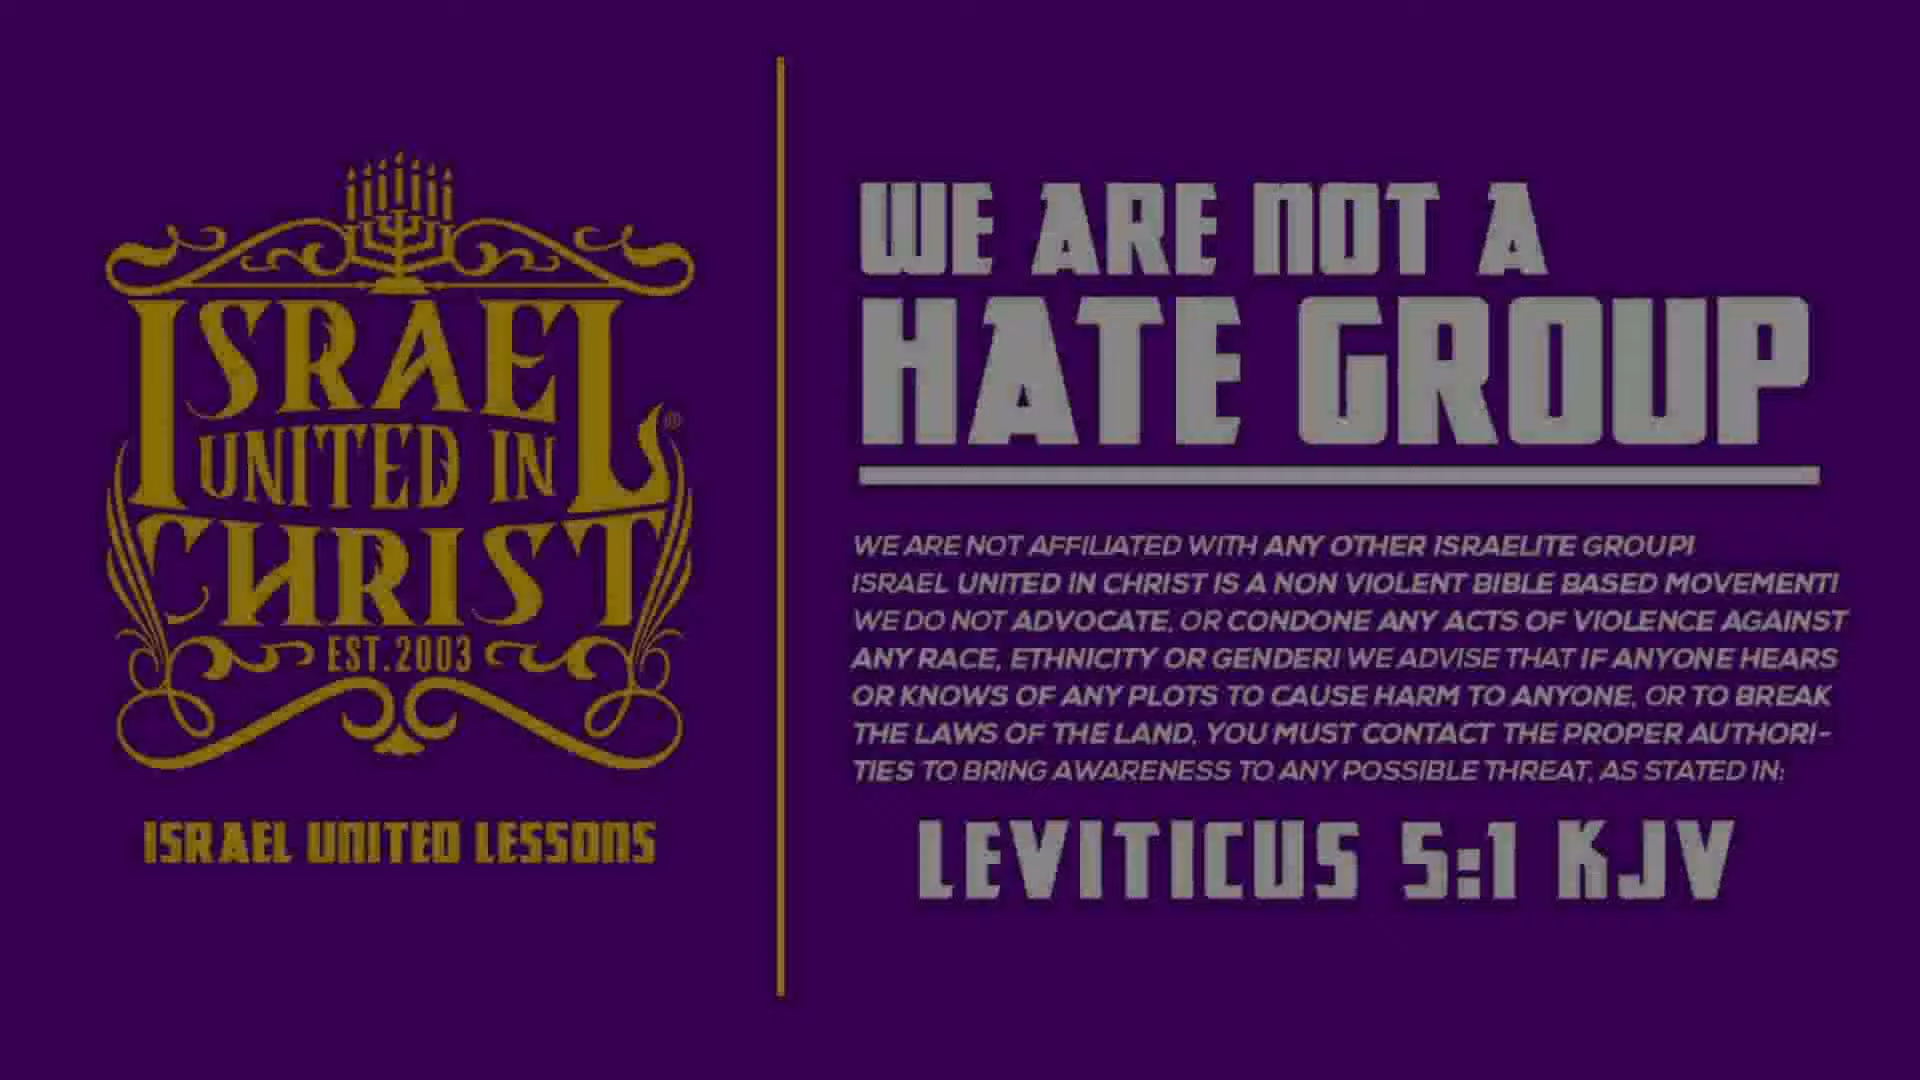 ISRAEL
UNITED IN
CHRIST
®
EST. 2003
ISRAEL UNITED LESSONS
WE ARE NOT A
HATE GROUP
WE ARE NOT AFFILIATED WITH ANY OTHER ISRAELITE GROUP!
ISRAEL UNITED IN CHRIST IS A NON VIOLENT BIBLE BASED MOVEMENT!
WE DO NOT ADVOCATE, OR CONDONE ANY ACTS OF VIOLENCE AGAINST
ANY RACE, ETHNICITY OR GENDER! WE ADVISE THAT IF ANYONE HEARS
OR KNOWS OF ANY PLOTS TO CAUSE HARM TO ANYONE, OR TO BREAK
THE LAWS OF THE LAND, YOU MUST CONTACT THE PROPER AUTHORI-
TIES TO BRING AWARENESS TO ANY POSSIBLE THREAT, AS STATED IN:
LEVITICUS 5:1 KJV